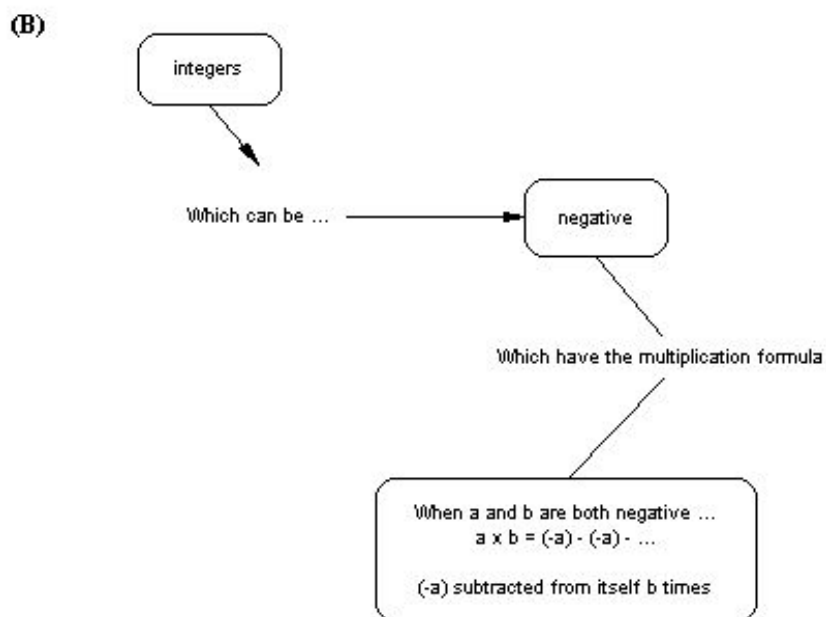 (B)
integers
Which can be ...
negative
Which have the multiplication formula
When a and b are both negative ...
a x b = (-a) - (-a) - ...
(-a) subtracted from itself b times